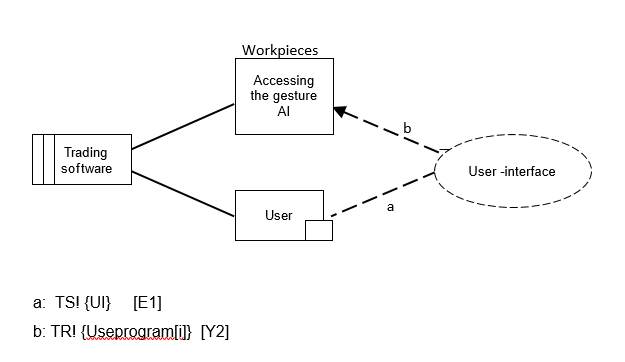 Workpieces
Accessing
the gesture
AI
b
Trading
software
User -interface
User
a
a: TS! {UI} [E1]
b: TR! {Useprogram[i]} [Y2]